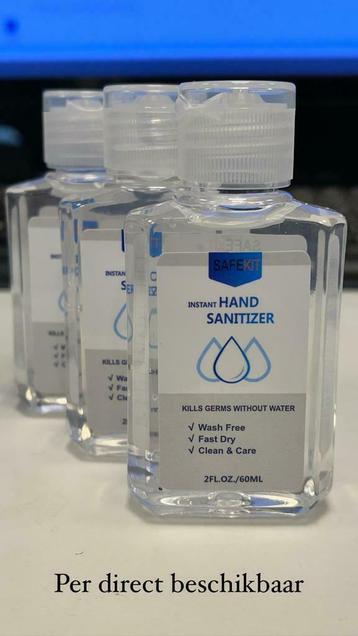 SAFEKIT
INSTANT HAND
SANITIZER
KILLS GERMS WITHOUT WATER
√ Wash Free
√ Fast Dry
√ Clean & Care
2FL.OZ./60ML
Per direct beschikbaar